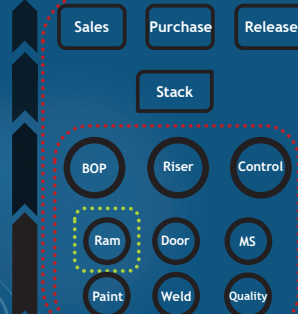 Sales Purchase Release
Stack
BOP Riser Control
Ram Door MS
Paint Weld Quality